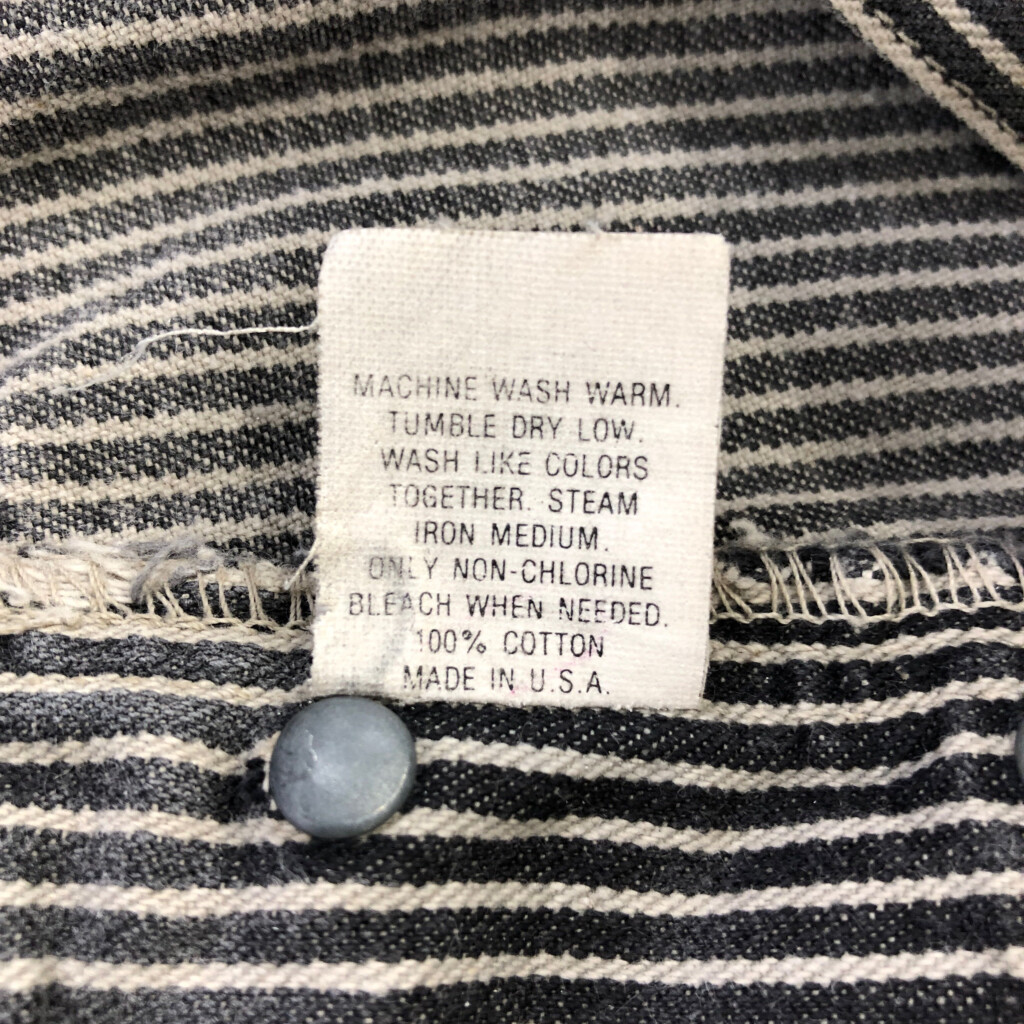 MACHINE WASH WARM.
TUMBLE DRY LOW.
WASH LIKE COLORS
TOGETHER. STEAM
IRON MEDIUM.
ONLY NON-CHLORINE
BLEACH WHEN NEEDED.
100% COTTON
MADE IN U.S.A.